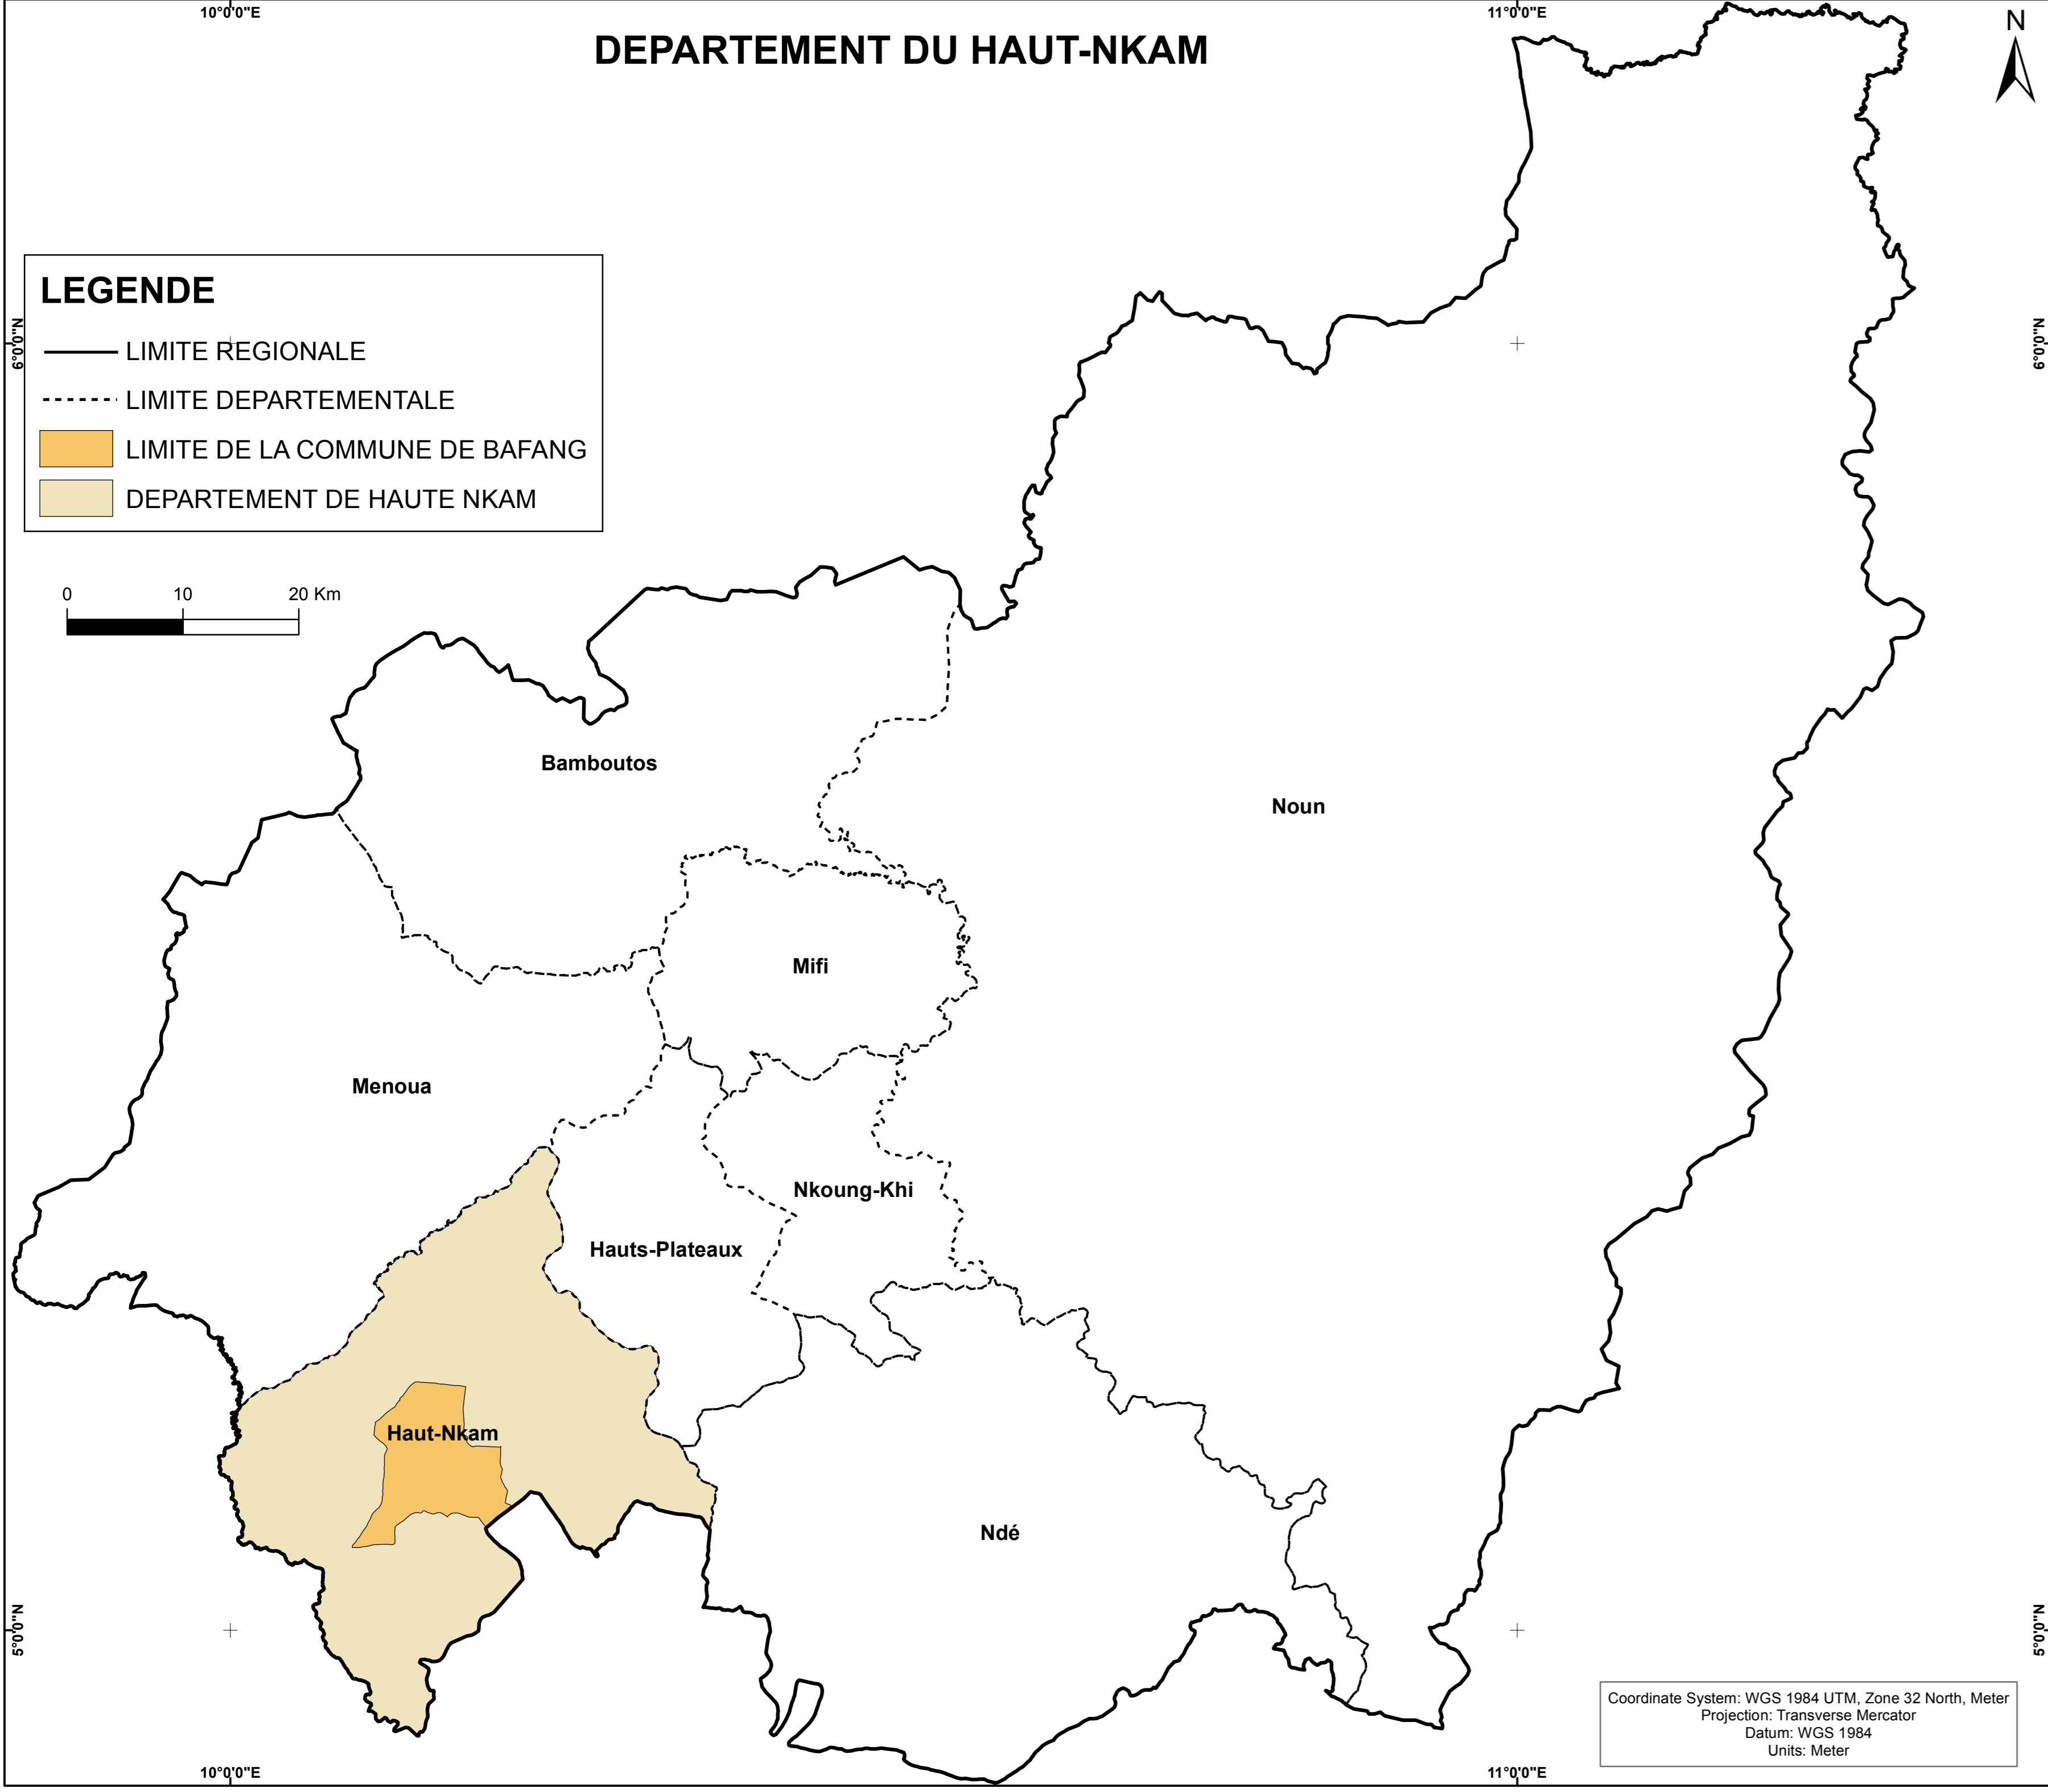 10°0'0"E
11°0'0"E
DEPARTEMENT DU HAUT-NKAM
N
LEGENDE
LIMITE REGIONALE
LIMITE DEPARTEMENTALE
LIMITE DE LA COMMUNE DE BAFANG
DEPARTEMENT DE HAUTE NKAM
6°0'0"N
6°0'0"N
0 10 20 Km
Bamboutos
Noun
Mifi
Menoua
Nkoung-Khi
Hauts-Plateaux
Haut-Nkam
Ndé
5°0'0"N
5°0'0"N
Coordinate System: WGS 1984 UTM, Zone 32 North, Meter
Projection: Transverse Mercator
Datum: WGS 1984
Units: Meter
10°0'0"E
11°0'0"E